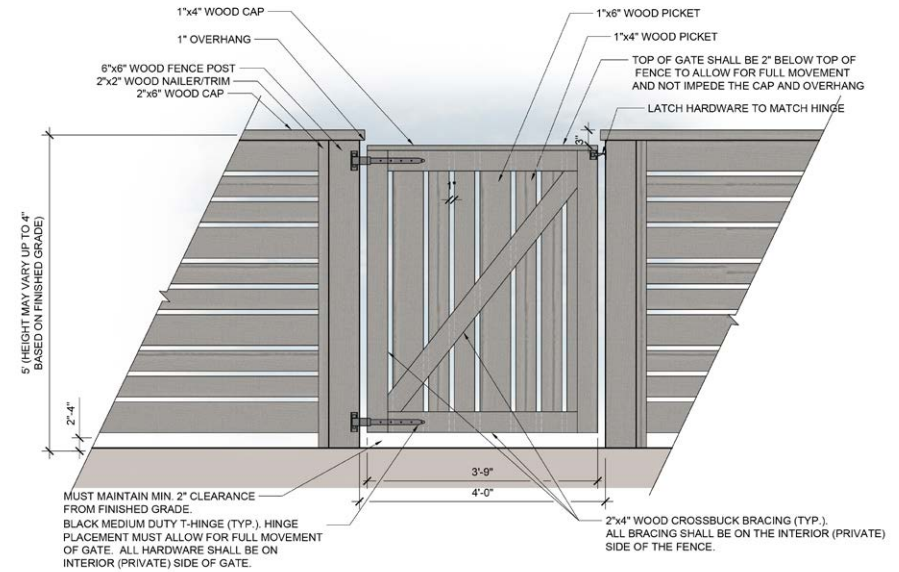 1"x4" WOOD CAP
1" OVERHANG
6"x6" WOOD FENCE POST
2"x2" WOOD NAILER/TRIM
2"x6" WOOD CAP
1"x6" WOOD PICKET
1"x4" WOOD PICKET
TOP OF GATE SHALL BE 2" BELOW TOP OF
FENCE TO ALLOW FOR FULL MOVEMENT
AND NOT IMPEDE THE CAP AND OVERHANG
LATCH HARDWARE TO MATCH HINGE
3"
1"
5' (HEIGHT MAY VARY UP TO 4"
BASED ON FINISHED GRADE)
2"-4"
3'-9"
4'-0"
MUST MAINTAIN MIN. 2" CLEARANCE
FROM FINISHED GRADE.
BLACK MEDIUM DUTY T-HINGE (TYP.). HINGE
PLACEMENT MUST ALLOW FOR FULL MOVEMENT
OF GATE. ALL HARDWARE SHALL BE ON
INTERIOR (PRIVATE) SIDE OF GATE.
2"x4" WOOD CROSSBUCK BRACING (TYP.).
ALL BRACING SHALL BE ON THE INTERIOR (PRIVATE)
SIDE OF THE FENCE.